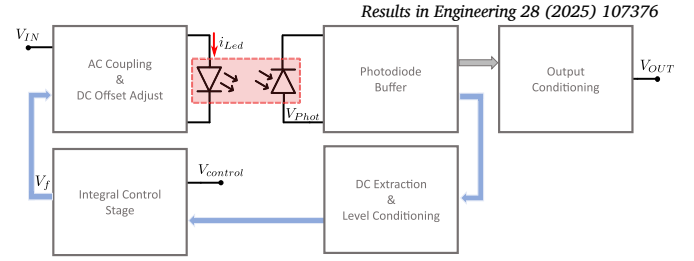 Results in Engineering 28 (2025) 107376
V_IN
i_Led
AC Coupling
&
DC Offset Adjust
V_Phot
Photodiode
Buffer
Output
Conditioning
V_OUT
V_f
Integral Control
Stage
V_control
DC Extraction
&
Level Conditioning